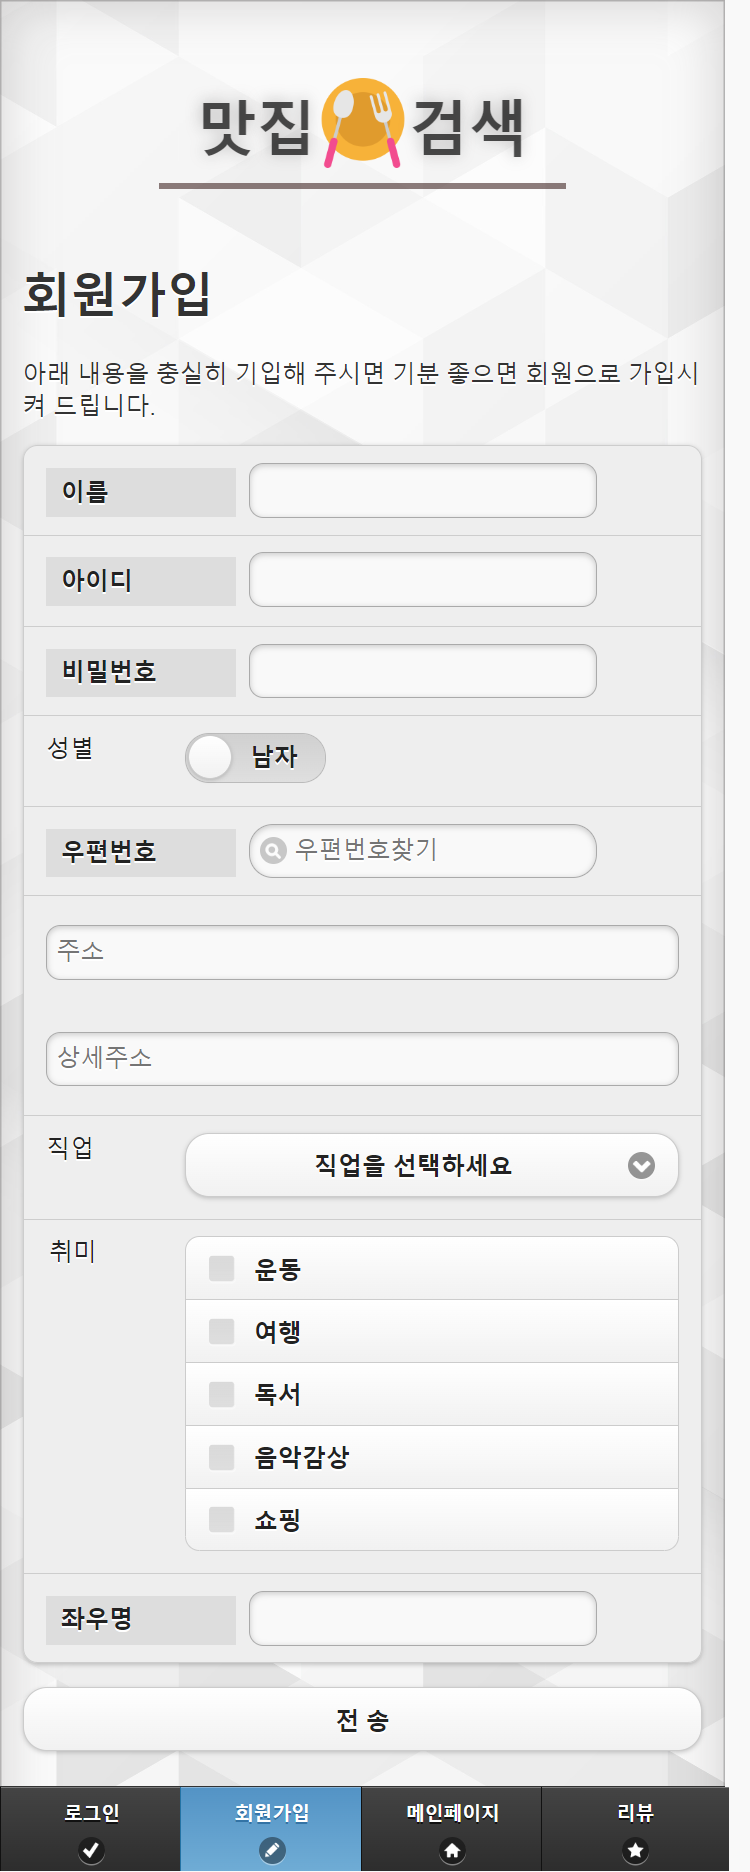 맛집 검색
회원가입
아래 내용을 충실히 기입해 주시면 기분 좋으면 회원으로 가입시
켜 드립니다.
이름
아이디
비밀번호
성별 남자
우편번호 우편번호찾기
주소
상세주소
직업 직업을 선택하세요
취미 운동
여행
독서
음악감상
쇼핑
좌우명
전 송
로그인 회원가입 메인페이지 리뷰